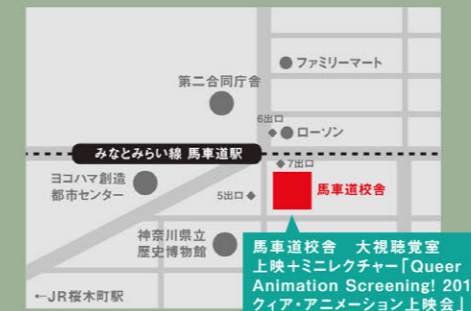 ファミリーマート
第二合同庁舎
6出口
ローソン
みなとみらい線 馬車道駅
7出口
ヨコハマ創造
都市センター
5出口
馬車道校舎
神奈川県立
歴史博物館
馬車道校舎 大視聴覚室
上映+ミニレクチャー「Queer
Animation Screening! 201
クィア・アニメーション上映会」
←JR桜木町駅